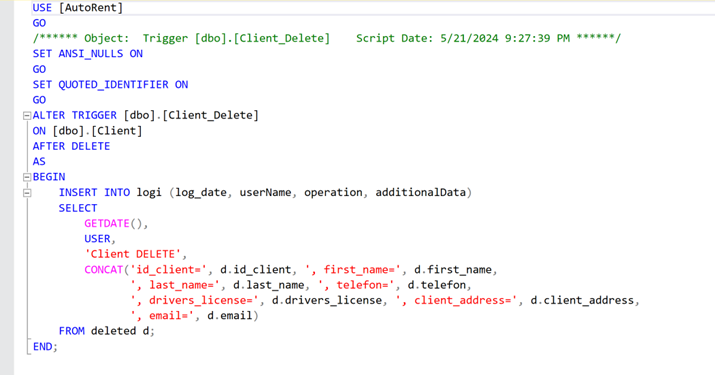 USE [AutoRent]
GO
/****** Object:  Trigger [dbo].[Client_Delete]    Script Date: 5/21/2024 9:27:39 PM ******/
SET ANSI_NULLS ON
GO
SET QUOTED_IDENTIFIER ON
GO
ALTER TRIGGER [dbo].[Client_Delete]
ON [dbo].[Client]
AFTER DELETE
AS
BEGIN
    INSERT INTO logi (log_date, userName, operation, additionalData)
    SELECT
        GETDATE(),
        USER,
        'Client DELETE',
        CONCAT('id_client=', d.id_client, ', first_name=', d.first_name,
               ', last_name=', d.last_name, ', telefon=', d.telefon,
               ', drivers_license=', d.drivers_license, ', client_address=', d.client_address,
               ', email=', d.email)
    FROM deleted d;
END;